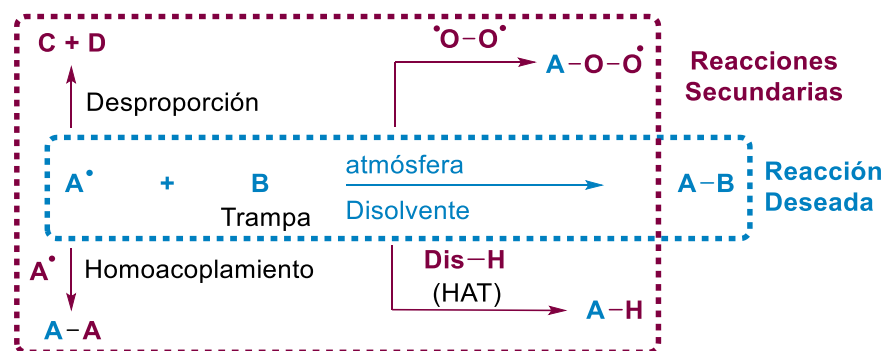 C + D
•O–O•
A–O–O•
Reacciones
Secundarias
Desproporción
A• + B
Trampa
atmósfera
Disolvente
A–B
Reacción
Deseada
A•
Homoacoplamiento
Dis–H
(HAT)
A–A
A–H